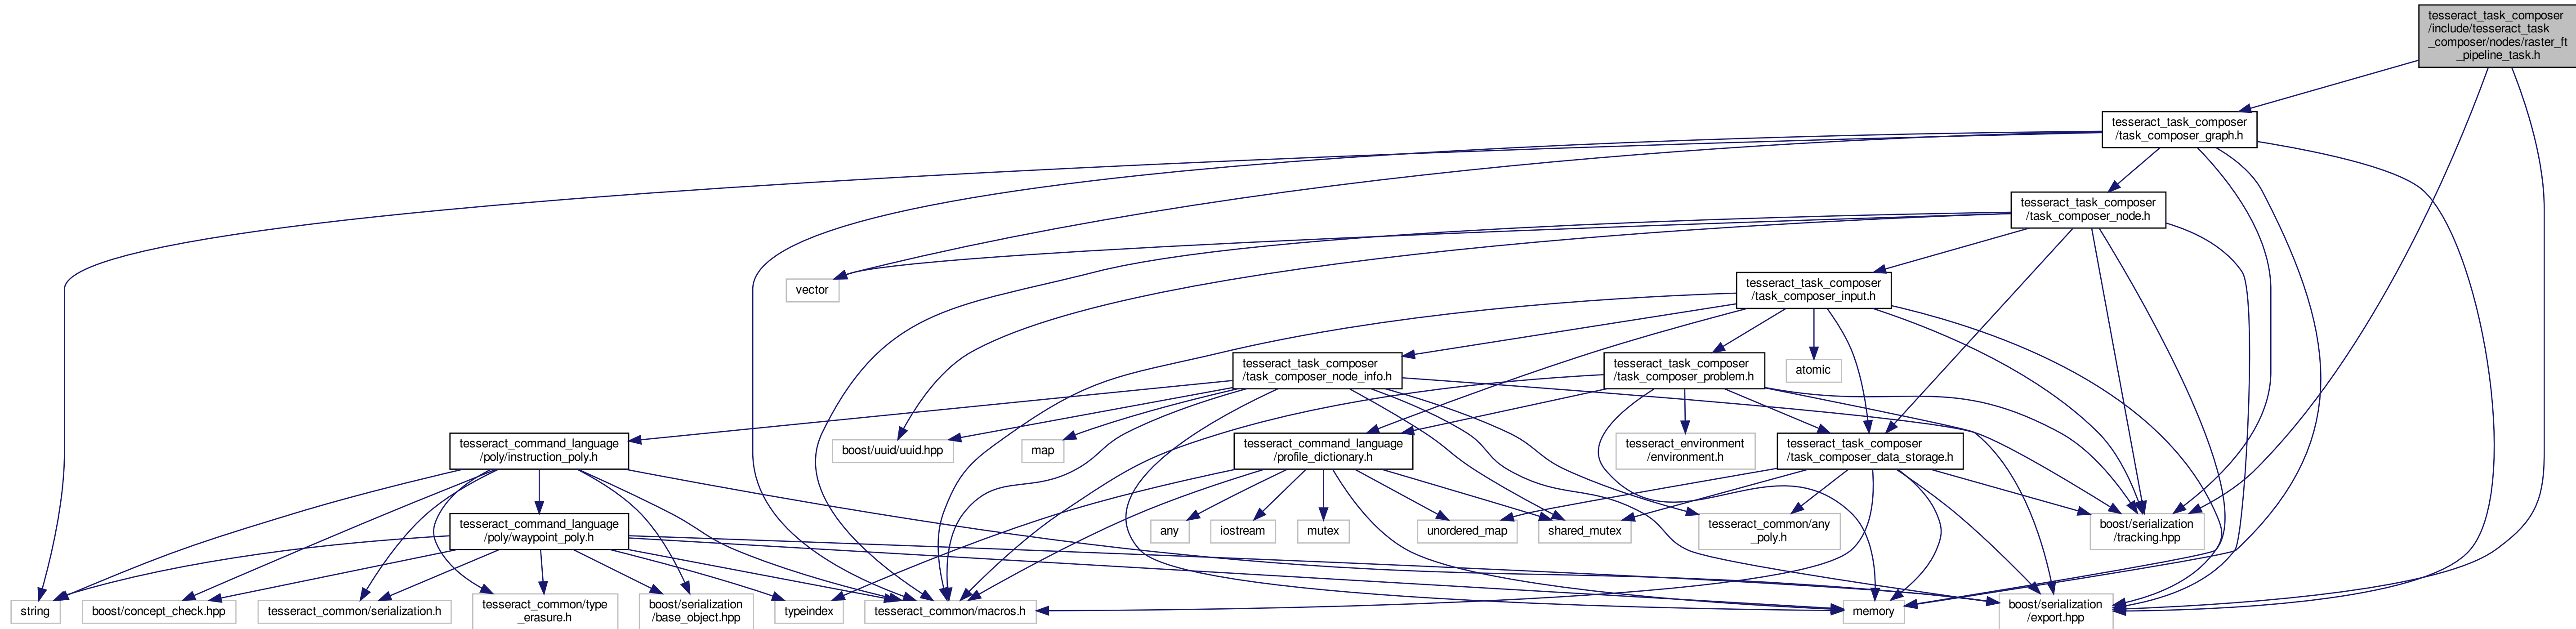 tesseract_task_composer
/include/tesseract_task
_composer/nodes/raster_ft
_pipeline_task.h
tesseract_task_composer
/task_composer_graph.h
tesseract_task_composer
/task_composer_node.h
vector
tesseract_task_composer
/task_composer_input.h
tesseract_task_composer
/task_composer_node_info.h
tesseract_task_composer
/task_composer_problem.h
atomic
tesseract_command_language
/poly/instruction_poly.h
boost/uuid/uuid.hpp
map
tesseract_command_language
/profile_dictionary.h
tesseract_environment
/environment.h
tesseract_task_composer
/task_composer_data_storage.h
tesseract_command_language
/poly/waypoint_poly.h
any
iostream
mutex
unordered_map
shared_mutex
tesseract_common/any
_poly.h
boost/serialization
/tracking.hpp
string
boost/concept_check.hpp
tesseract_common/serialization.h
tesseract_common/type
_erasure.h
boost/serialization
/base_object.hpp
typeindex
tesseract_common/macros.h
memory
boost/serialization
/export.hpp